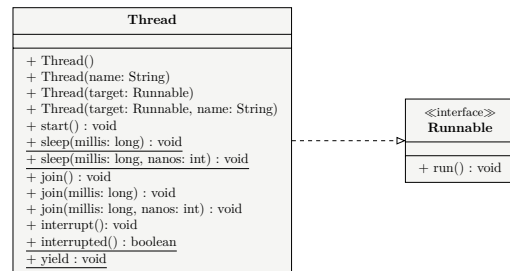 Thread
+ Thread()
+ Thread(name: String)
+ Thread(target: Runnable)
+ Thread(target: Runnable, name: String)
+ start() : void
+ sleep(millis: long) : void
+ sleep(millis: long, nanos: int) : void
+ join() : void
+ join(millis: long) : void
+ join(millis: long, nanos: int) : void
+ interrupt(): void
+ interrupted() : boolean
+ yield : void
≪interface≫
Runnable
+ run() : void